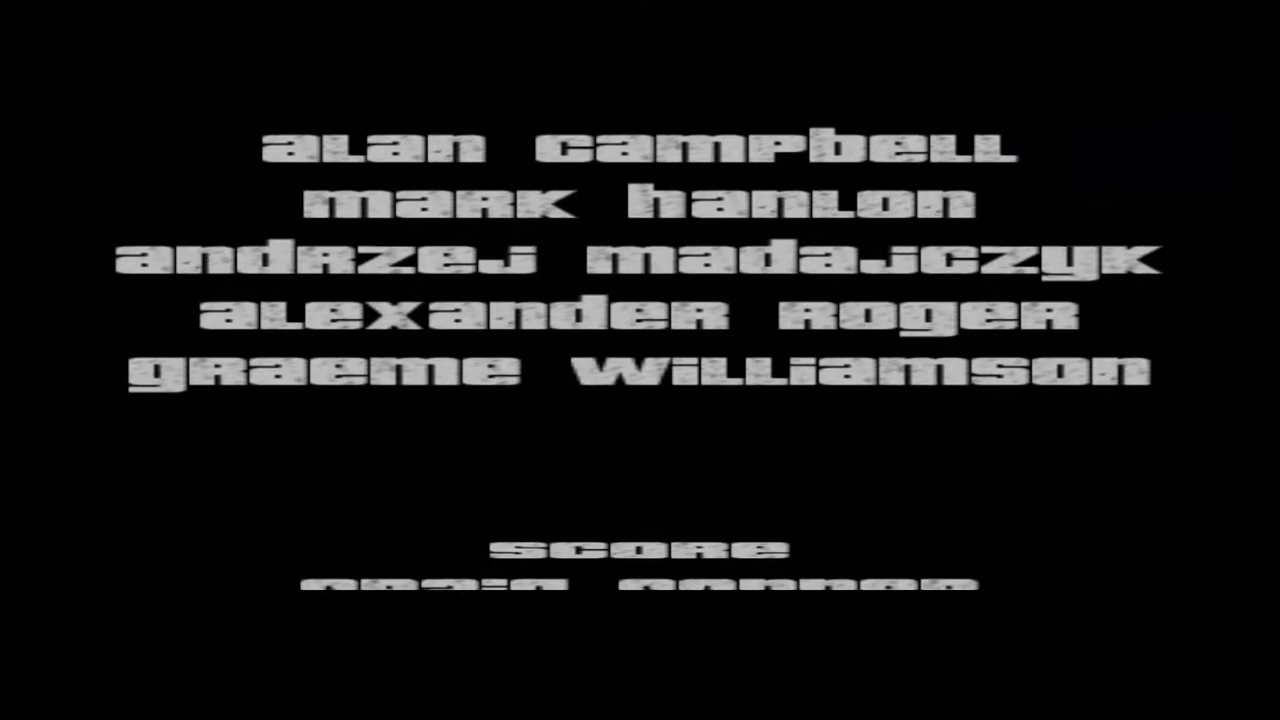 alan campbell
mark hanlon
andrzej madajczyk
alexander roger
graeme williamson
score